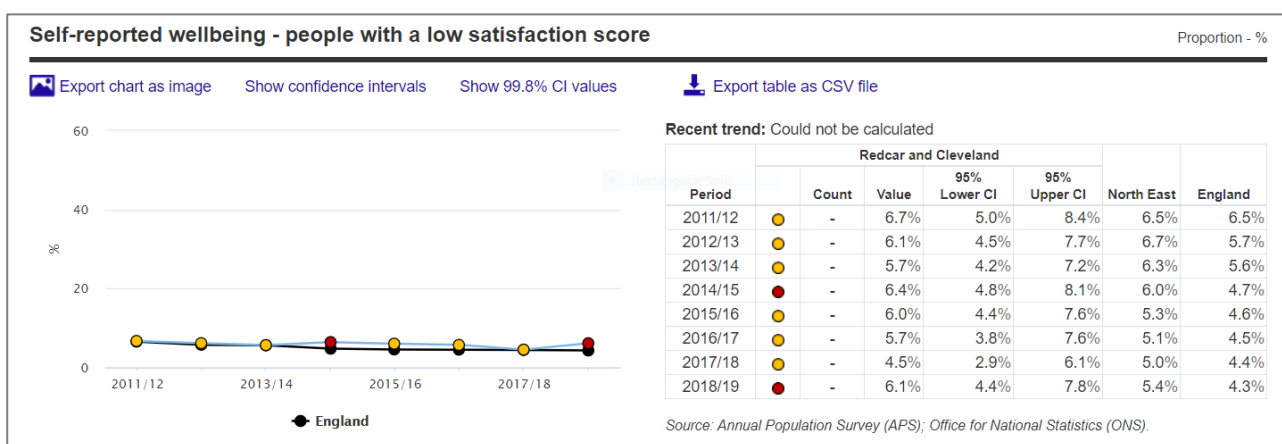 Self-reported wellbeing - people with a low satisfaction score
Proportion - %
Export chart as image Show confidence intervals Show 99.8% CI values
Export table as CSV file
60
40
20
0
%
2011/12 2013/14 2015/16 2017/18
England
Recent trend: Could not be calculated
Redcar and Cleveland
Period Count Value 95% Lower CI 95% Upper CI North East England
2011/12 - 6.7% 5.0% 8.4% 6.5% 6.5%
2012/13 - 6.1% 4.5% 7.7% 6.7% 5.7%
2013/14 - 5.7% 4.2% 7.2% 6.3% 5.6%
2014/15 - 6.4% 4.8% 8.1% 6.0% 4.7%
2015/16 - 6.0% 4.4% 7.6% 5.3% 4.6%
2016/17 - 5.7% 3.8% 7.6% 5.1% 4.5%
2017/18 - 4.5% 2.9% 6.1% 5.0% 4.4%
2018/19 - 6.1% 4.4% 7.8% 5.4% 4.3%
Source: Annual Population Survey (APS); Office for National Statistics (ONS).